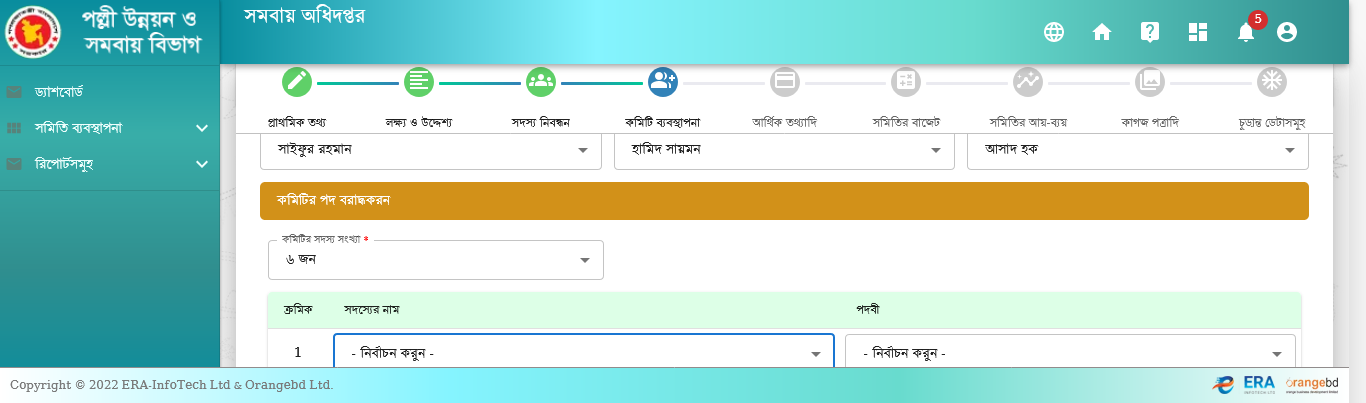 পল্লী উন্নয়ন ও
সমবায় বিভাগ
সমবায় অধিদপ্তর
5
ড্যাশবোর্ড
সমিতি ব্যবস্থাপনা
রিপোর্টসমূহ
প্রাথমিক তথ্য
লক্ষ্য ও উদ্দেশ্য
সদস্য নিবন্ধন
কমিটি ব্যবস্থাপনা
আর্থিক তথ্যাদি
সমিতির বাজেট
সমিতির আয়-ব্যয়
কাগজ পত্রাদি
চূড়ান্ত ডেটাসমূহ
সাইফুর রহমান
হামিদ সায়মন
আসাদ হক
কমিটির পদ বরাদ্ধকরন
কমিটির সদস্য সংখ্যা *
৬ জন
ক্রমিক
সদস্যের নাম
পদবী
1
- নির্বাচন করুন -
- নির্বাচন করুন -
Copyright © 2022 ERA-InfoTech Ltd & Orangebd Ltd.
ERA
INFOTECH LTD
orangebd